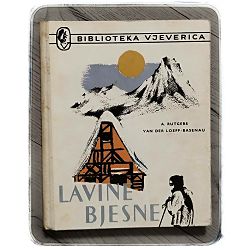 BIBLIOTEKA VJEVERICA
A. RUTGERS
VAN DER LOEFF-BASENAU
LAVINE
BJESNE